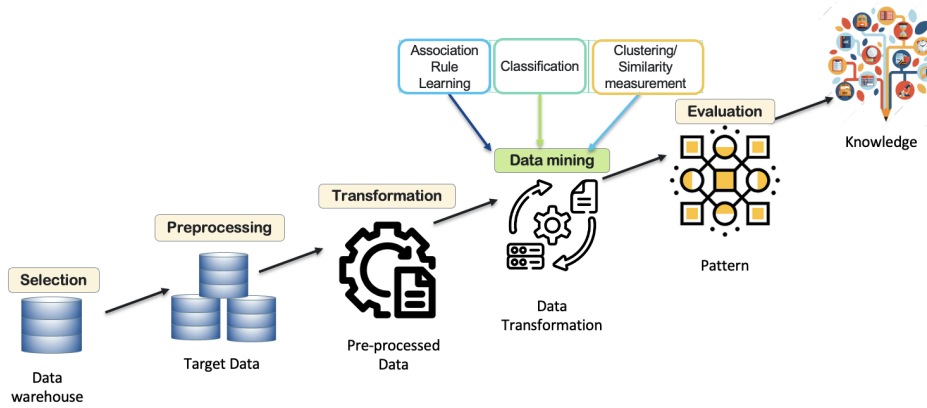 Association
Rule
Learning
Classification
Clustering/
Similarity
measurement
Evaluation
Knowledge
Data mining
Transformation
Preprocessing
Selection
Pattern
Data
Transformation
Pre-processed
Data
Target Data
Data
warehouse